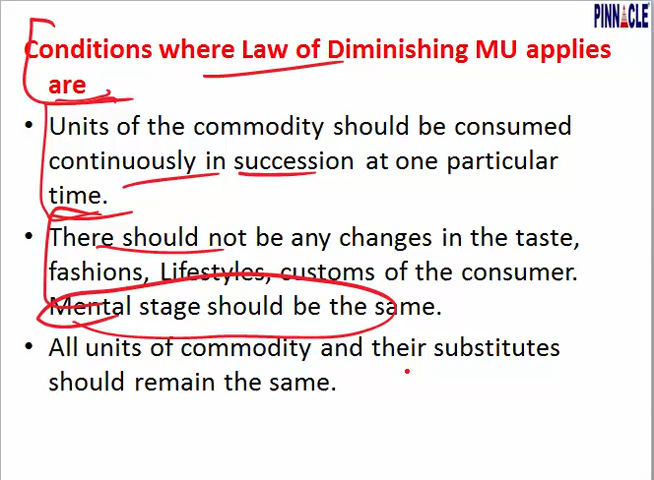 PINNACLE
Conditions where Law of Diminishing MU applies
are
• Units of the commodity should be consumed
continuously in succession at one particular
time.
• There should not be any changes in the taste,
fashions, Lifestyles, customs of the consumer.
Mental stage should be the same.
• All units of commodity and their substitutes
should remain the same.